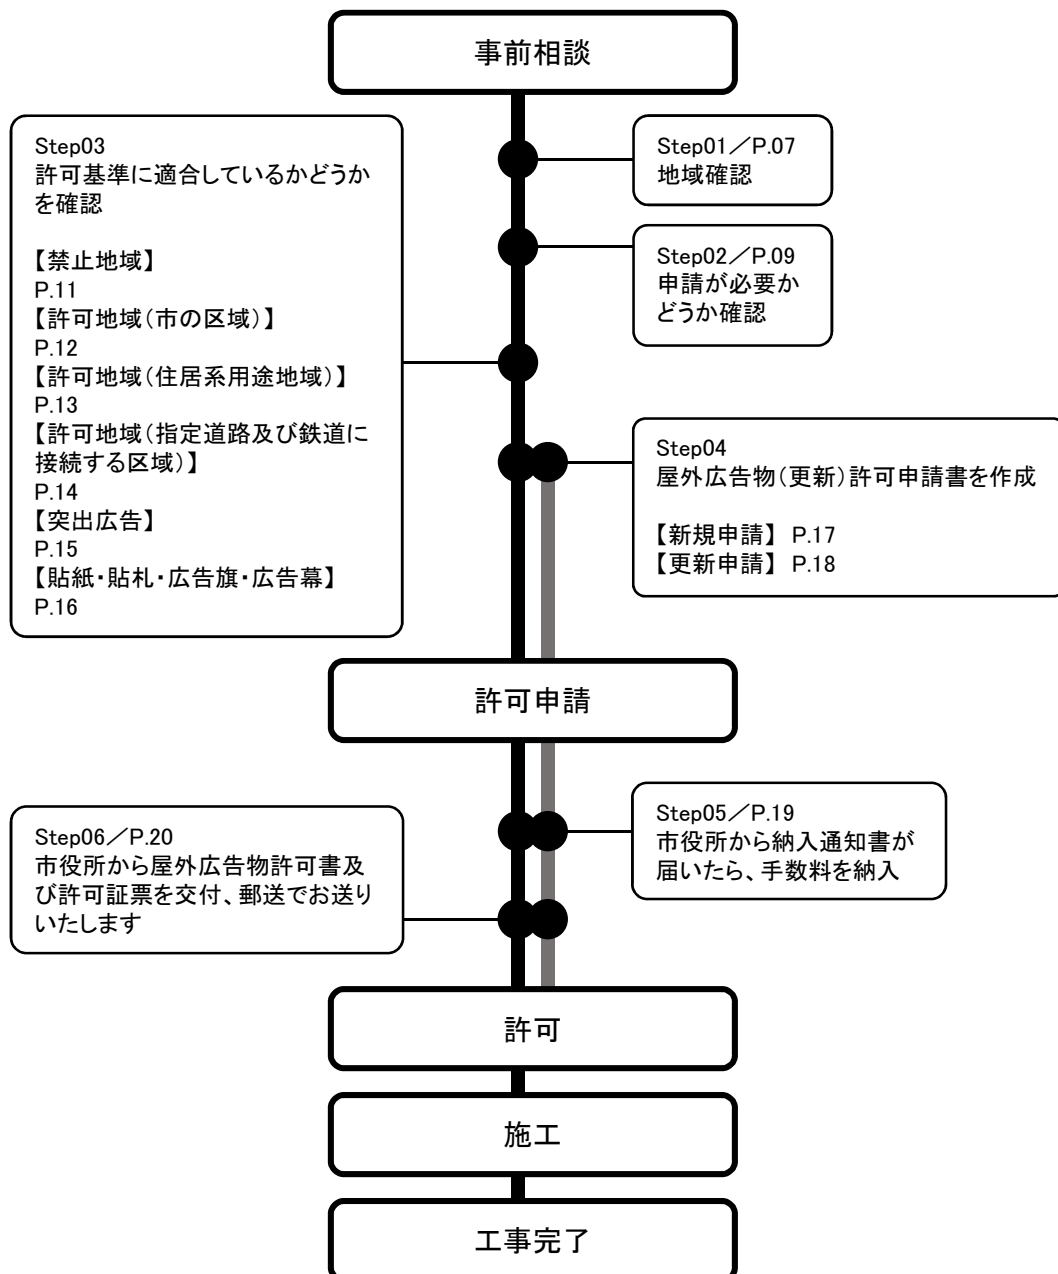 事前相談
Step01／P.07
地域確認
Step02／P.09
申請が必要か
どうか確認
Step03
許可基準に適合しているかどうか
を確認
【禁止地域】
P.11
【許可地域（市の区域）】
P.12
【許可地域（住居系用途地域）】
P.13
【許可地域（指定道路及び鉄道に
接続する区域）】
P.14
【突出広告】
P.15
【貼紙・貼札・広告旗・広告幕】
P.16
Step04
屋外広告物（更新）許可申請書を作成
【新規申請】 P.17
【更新申請】 P.18
許可申請
Step05／P.19
市役所から納入通知書が
届いたら、手数料を納入
Step06／P.20
市役所から屋外広告物許可書及
び許可証票を交付、郵送でお送り
いたします
許可
施工
工事完了